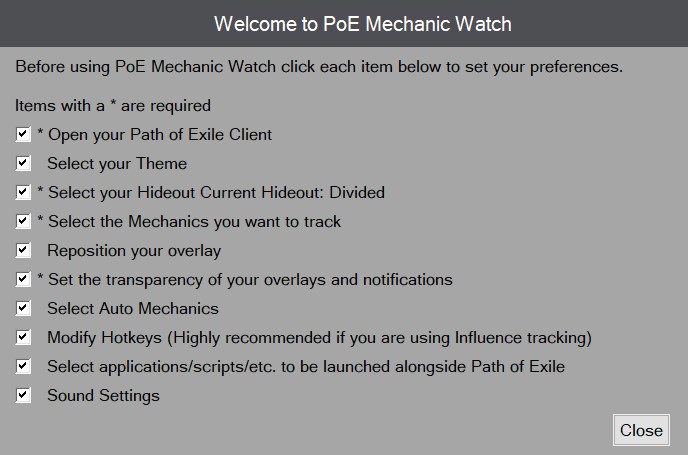 Welcome to PoE Mechanic Watch
Before using PoE Mechanic Watch click each item below to set your preferences.
Items with a * are required
* Open your Path of Exile Client
Select your Theme
* Select your Hideout Current Hideout: Divided
* Select the Mechanics you want to track
Reposition your overlay
* Set the transparency of your overlays and notifications
Select Auto Mechanics
Modify Hotkeys (Highly recommended if you are using Influence tracking)
Select applications/scripts/etc. to be launched alongside Path of Exile
Sound Settings
Close